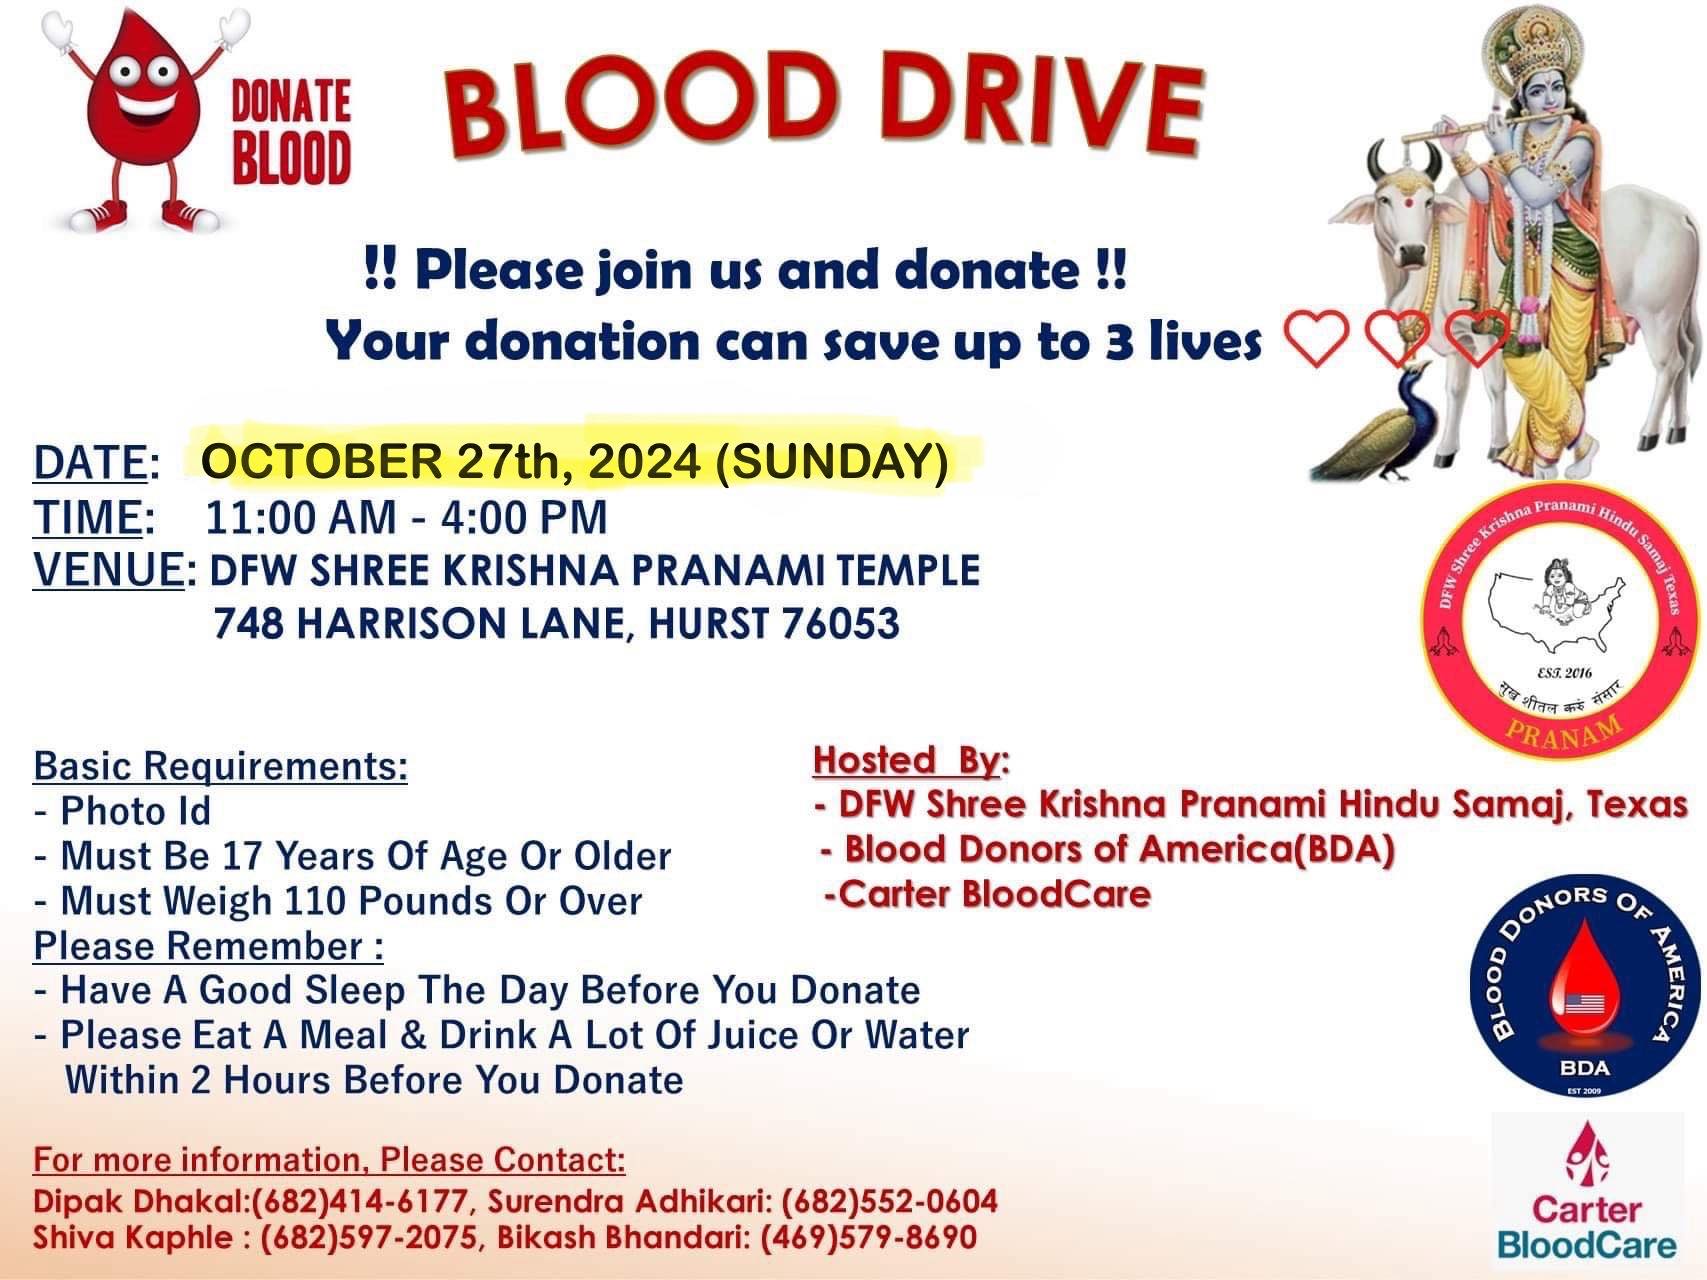 DONATE
BLOOD
BLOOD DRIVE
!! Please join us and donate !!
Your donation can save up to 3 lives
DATE: OCTOBER 27th, 2024 (SUNDAY)
TIME: 11:00 AM - 4:00 PM
VENUE: DFW SHREE KRISHNA PRANAMI TEMPLE
748 HARRISON LANE, HURST 76053
DFW Shree Krishna Pranami Hindu Samaj Texas
EST. 2016
सुख शीतल करुं संसार
PRANAM
Basic Requirements:
- Photo Id
- Must Be 17 Years Of Age Or Older
- Must Weigh 110 Pounds Or Over
Please Remember :
- Have A Good Sleep The Day Before You Donate
- Please Eat A Meal & Drink A Lot Of Juice Or Water
Within 2 Hours Before You Donate
Hosted By:
- DFW Shree Krishna Pranami Hindu Samaj, Texas
- Blood Donors of America(BDA)
-Carter BloodCare
BLOOD DONORS OF AMERICA
BDA
EST 2009
For more information, Please Contact:
Dipak Dhakal:(682)414-6177, Surendra Adhikari: (682)552-0604
Shiva Kaphle : (682)597-2075, Bikash Bhandari: (469)579-8690
Carter
BloodCare